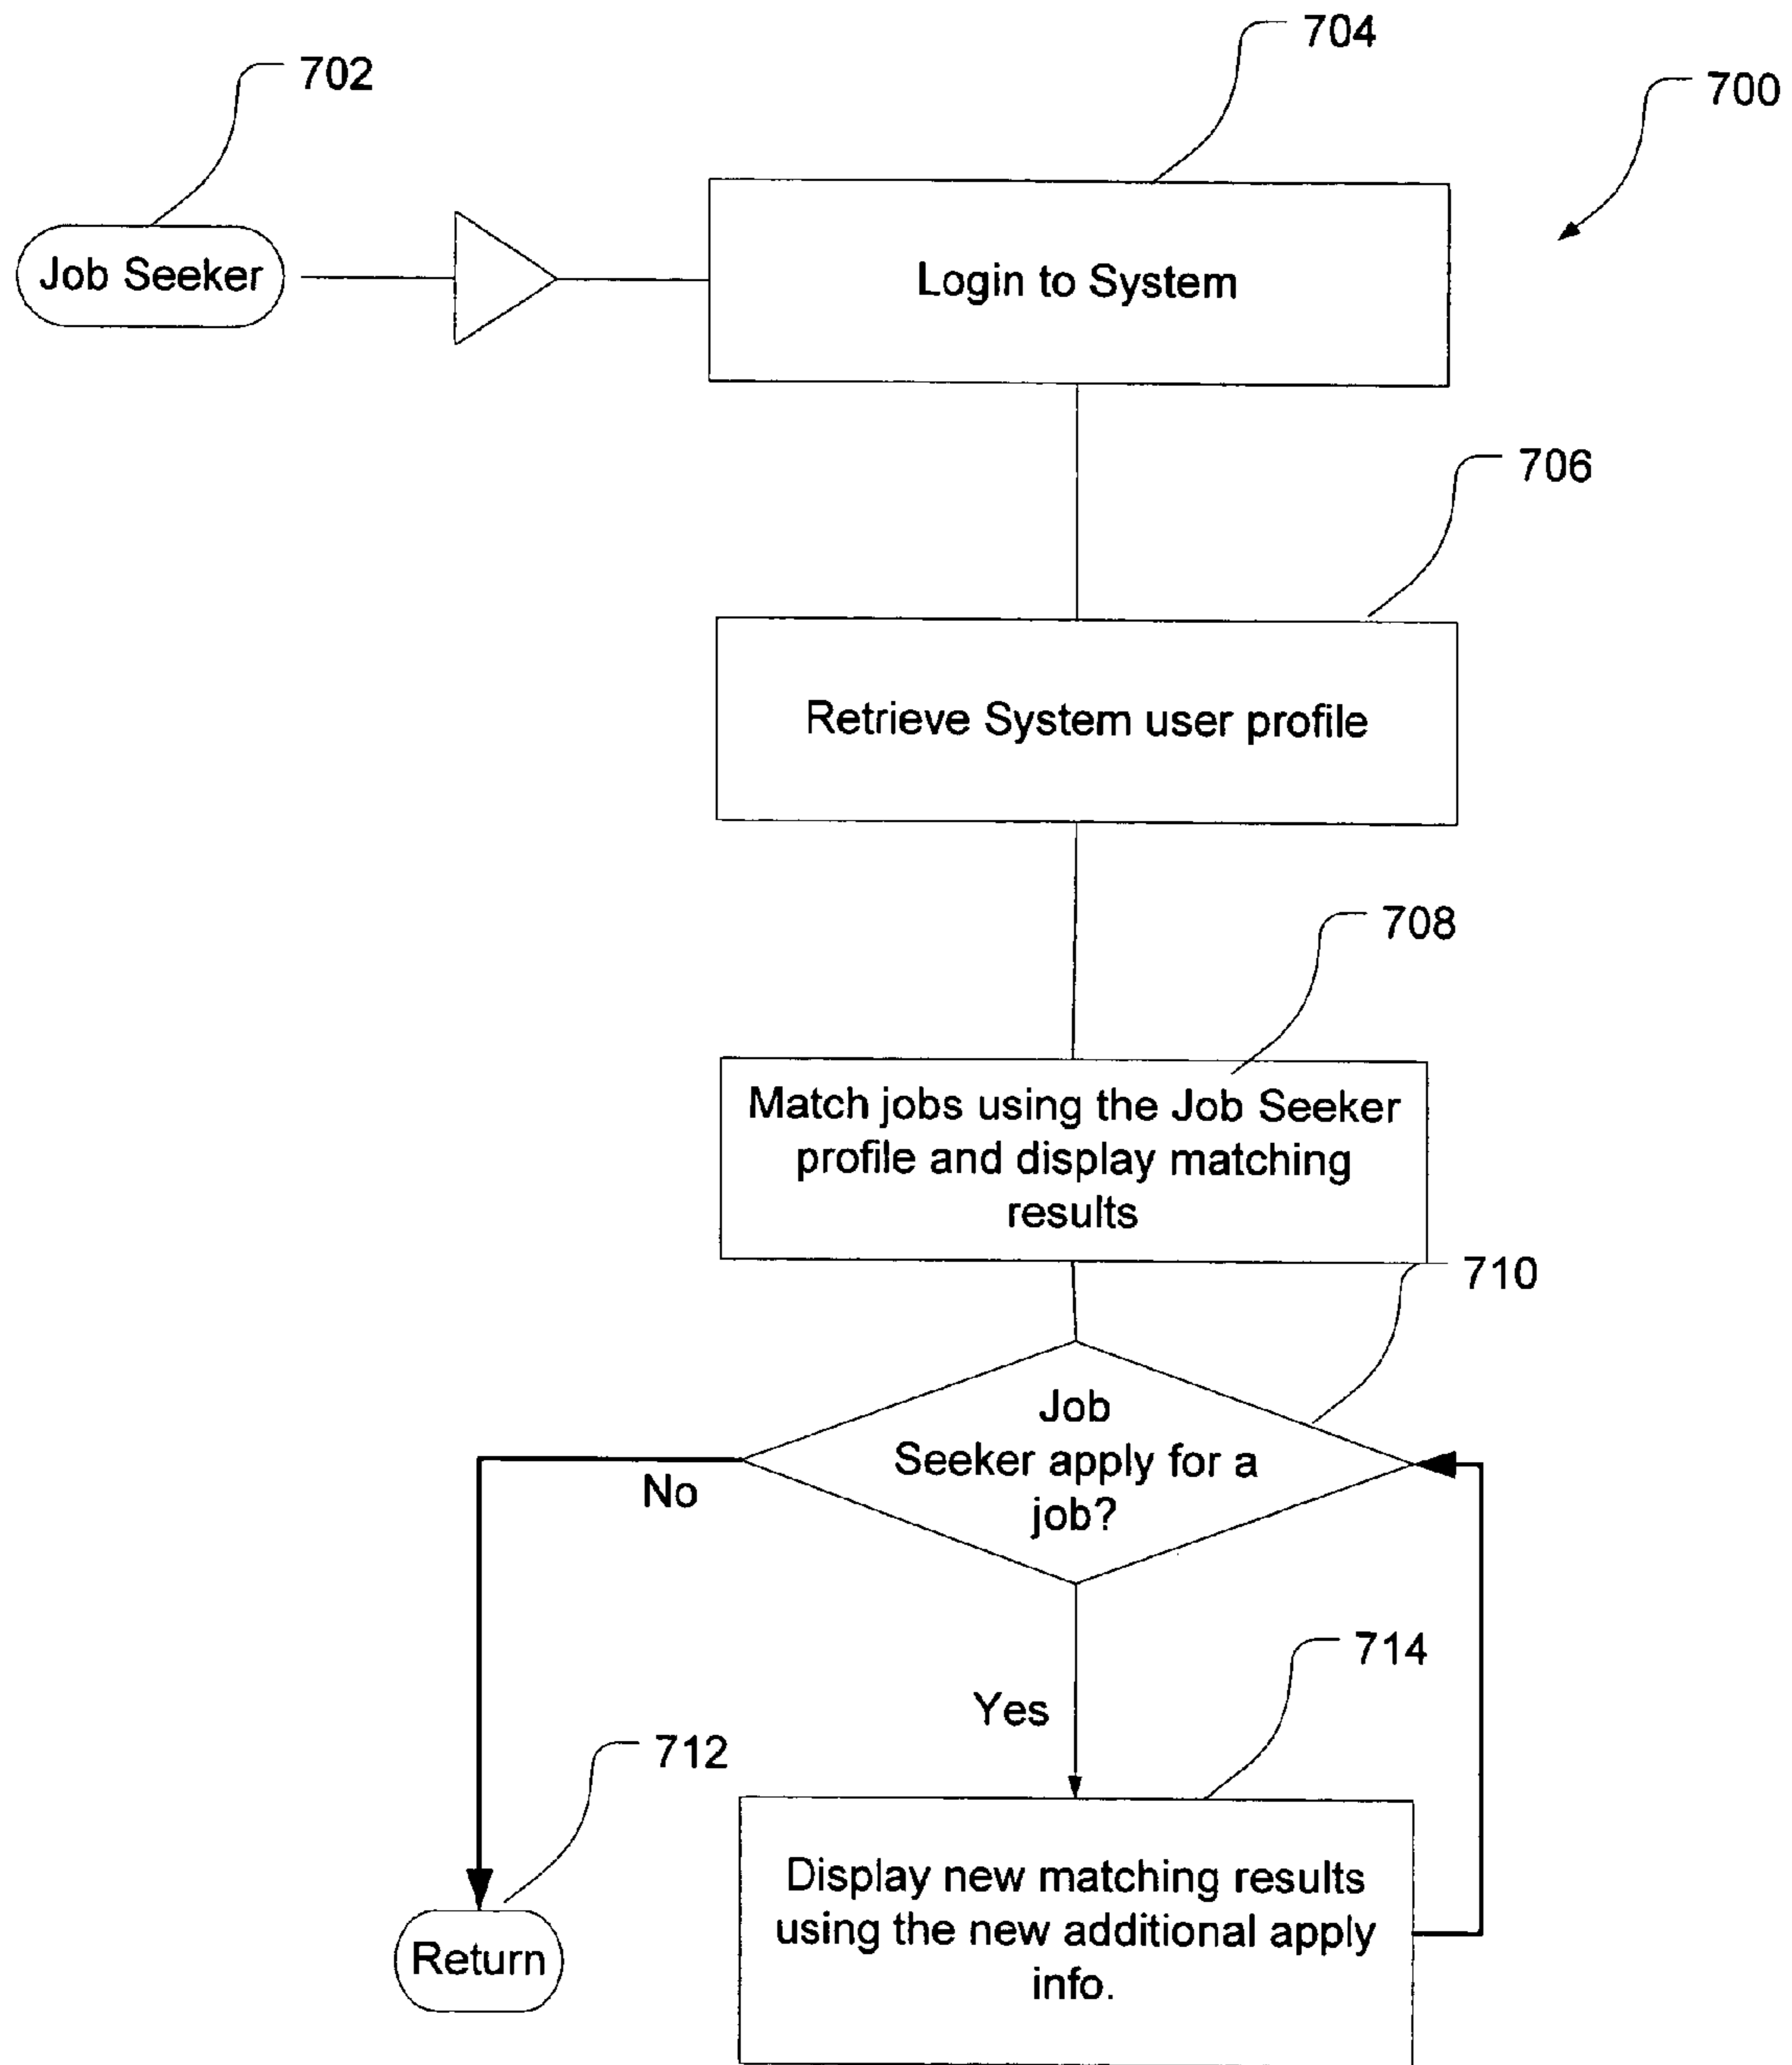 704
702
700
Job Seeker
Login to System
706
Retrieve System user profile
708
Match jobs using the Job Seeker
profile and display matching
results
710
Job
Seeker apply for a
job?
No
714
Yes
712
Display new matching results
using the new additional apply
info.
Return